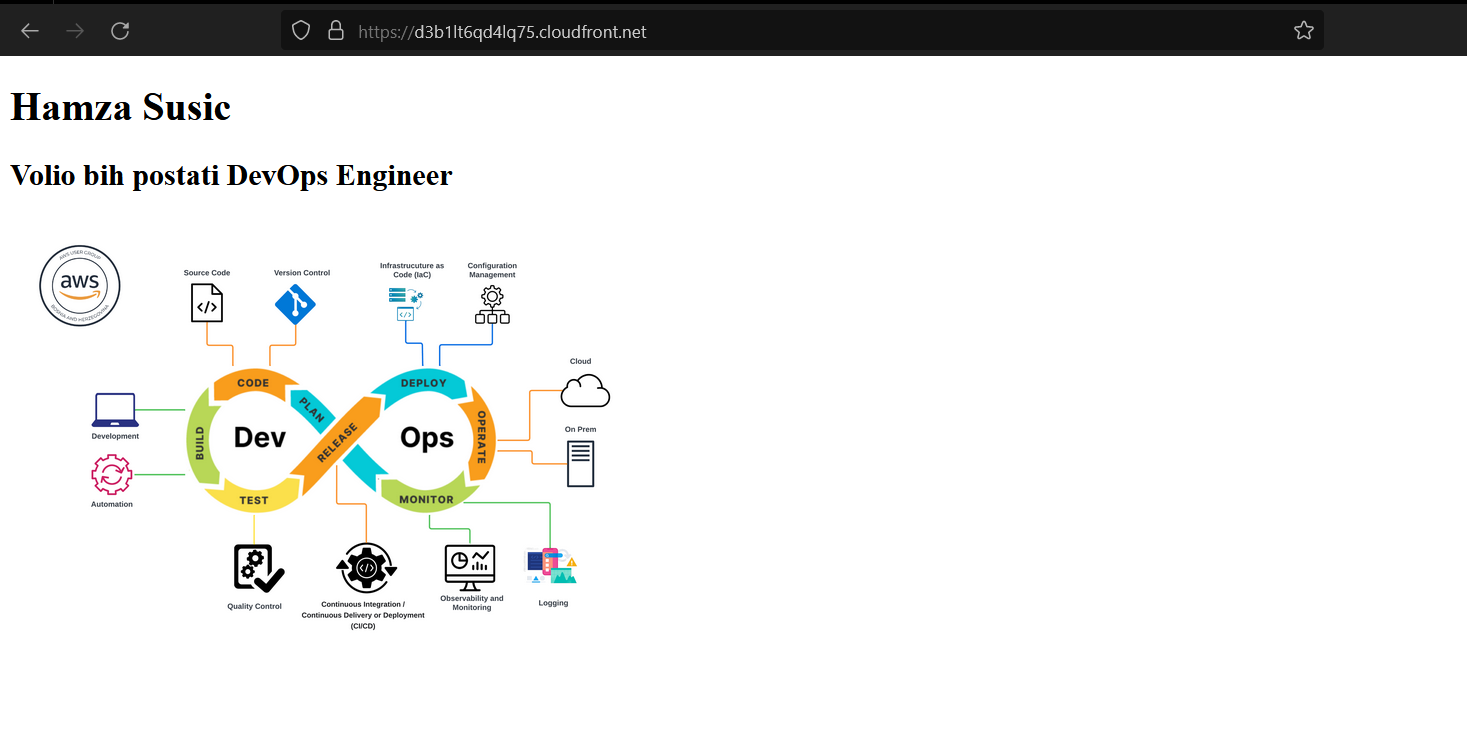 https://d3b1lt6qd4lq75.cloudfront.net
Hamza Susic
Volio bih postati DevOps Engineer
AWS USER GROUP
aws
BOSNIA AND HERZEGOVINA
Source Code
Version Control
Infrastrucuture as
Code (IaC)
Configuration
Management
Cloud
On Prem
Development
Automation
CODE
PLAN
BUILD
Dev
TEST
RELEASE
DEPLOY
Ops
OPERATE
MONITOR
Quality Control
Continuous Integration /
Continuous Delivery or Deployment
(CI/CD)
Observability and
Monitoring
Logging